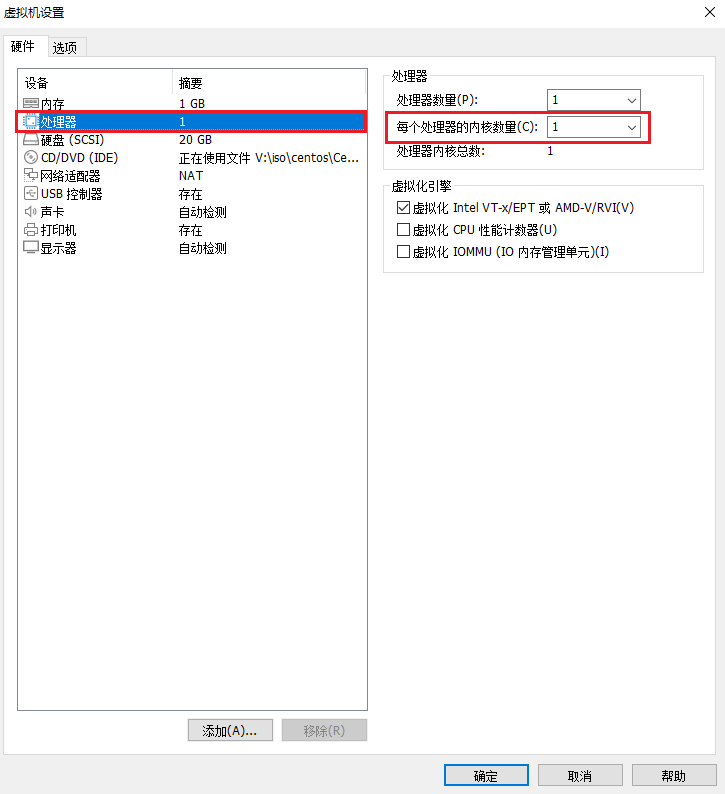 虚拟机设置
硬件 选项
设备 摘要
内存 1 GB
处理器 1
硬盘 (SCSI) 20 GB
CD/DVD (IDE) 正在使用文件 V:\iso\centos\Ce...
网络适配器 NAT
USB 控制器 存在
声卡 自动检测
打印机 存在
显示器 自动检测
添加(A)... 移除(R)
处理器
处理器数量(P): 1
每个处理器的内核数量(C): 1
处理器内核总数: 1
虚拟化引擎
虚拟化 Intel VT-x/EPT 或 AMD-V/RVI(V)
虚拟化 CPU 性能计数器(U)
虚拟化 IOMMU (IO 内存管理单元)(I)
确定 取消 帮助